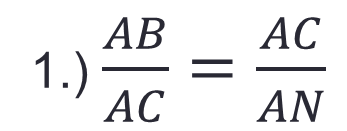 1.) AB/AC = AC/AN